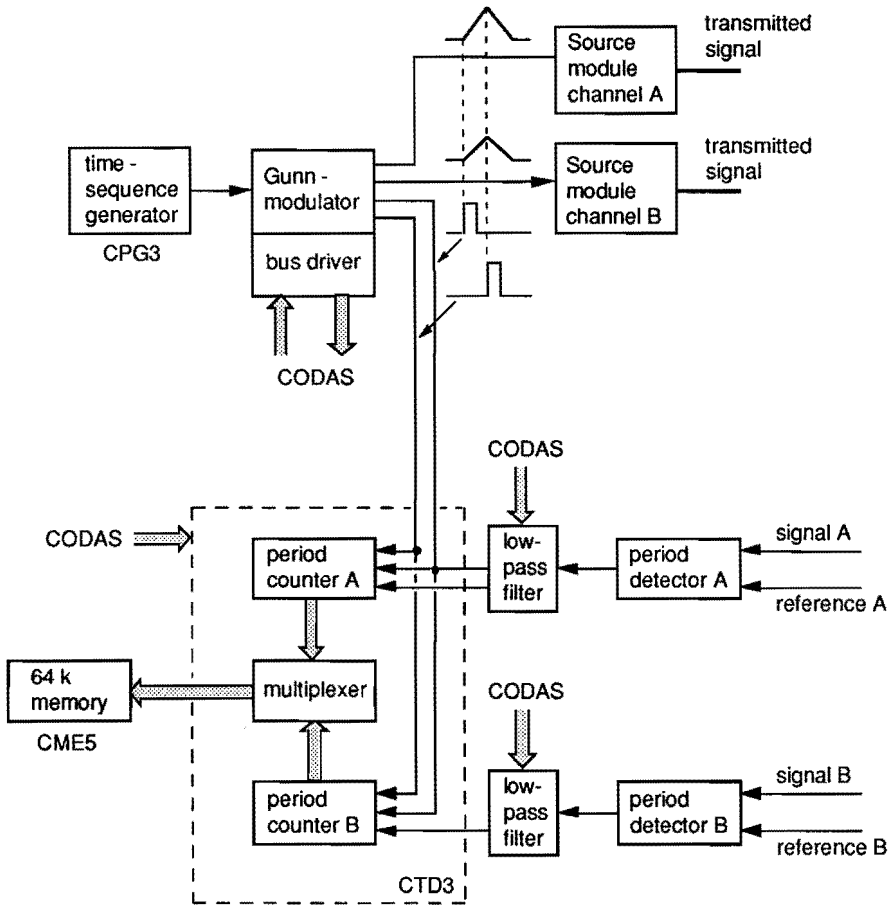 transmitted
signal
Source
module
channel A
transmitted
signal
time -
sequence
generator
CPG3
Gunn -
modulator
bus driver
Source
module
channel B
CODAS
CODAS
CODAS
period
counter A
low-
pass
filter
period
detector A
signal A
reference A
64 k
memory
CME5
multiplexer
CODAS
period
counter B
low-
pass
filter
period
detector B
signal B
reference B
CTD3